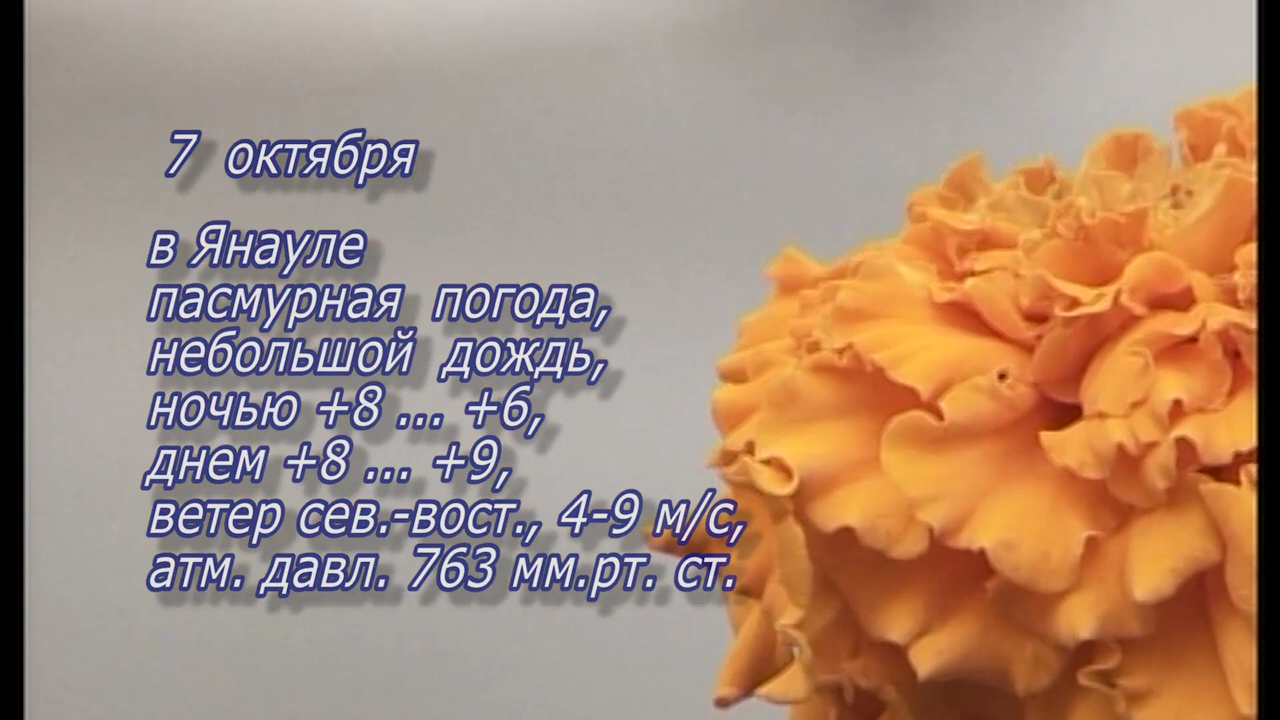 7 октября
в Янауле
пасмурная погода,
небольшой дождь,
ночью +8 ... +6,
днем +8 ... +9,
ветер сев.-вост., 4-9 м/с,
атм. давл. 763 мм.рт. ст.